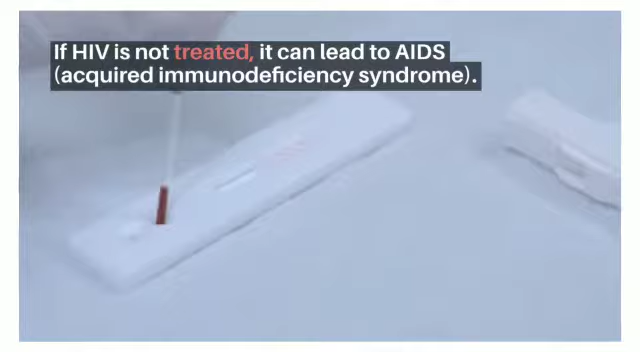 If HIV is not treated, it can lead to AIDS
(acquired immunodeficiency syndrome).